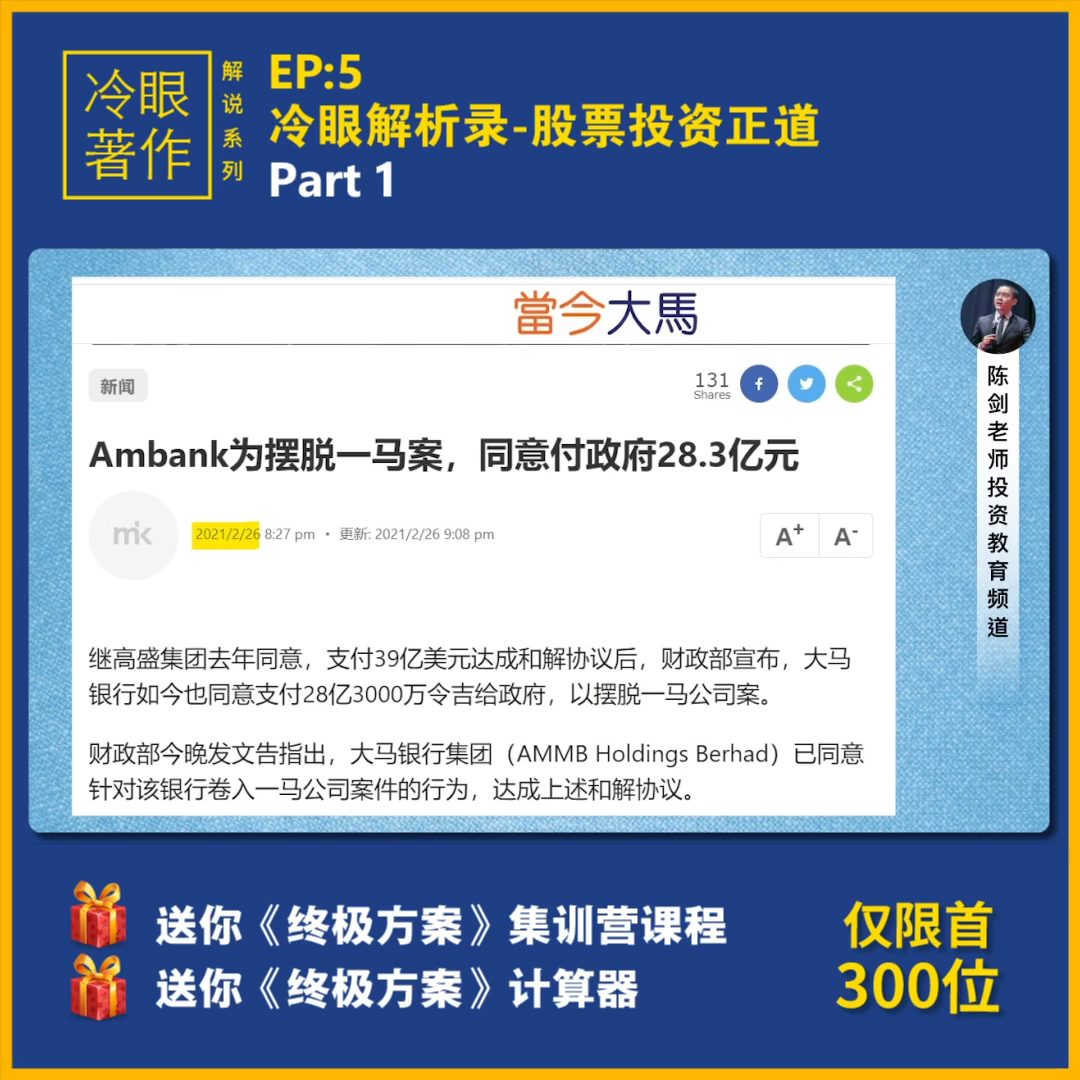 冷眼
著作
解说系列
EP:5
冷眼解析录-股票投资正道
Part 1
當今大馬
新闻
131
Shares
Ambank为摆脱一马案，同意付政府28.3亿元
mk
2021/2/26 8:27 pm • 更新: 2021/2/26 9:08 pm
A+
A-
继高盛集团去年同意，支付39亿美元达成和解协议后，财政部宣布，大马
银行如今也同意支付28亿3000万令吉给政府，以摆脱一马公司案。
财政部今晚发文告指出，大马银行集团（AMMB Holdings Berhad）已同意
针对该银行卷入一马公司案件的行为，达成上述和解协议。
陈剑老师投资教育频道
送你《终极方案》集训营课程
送你《终极方案》计算器
仅限首
300位